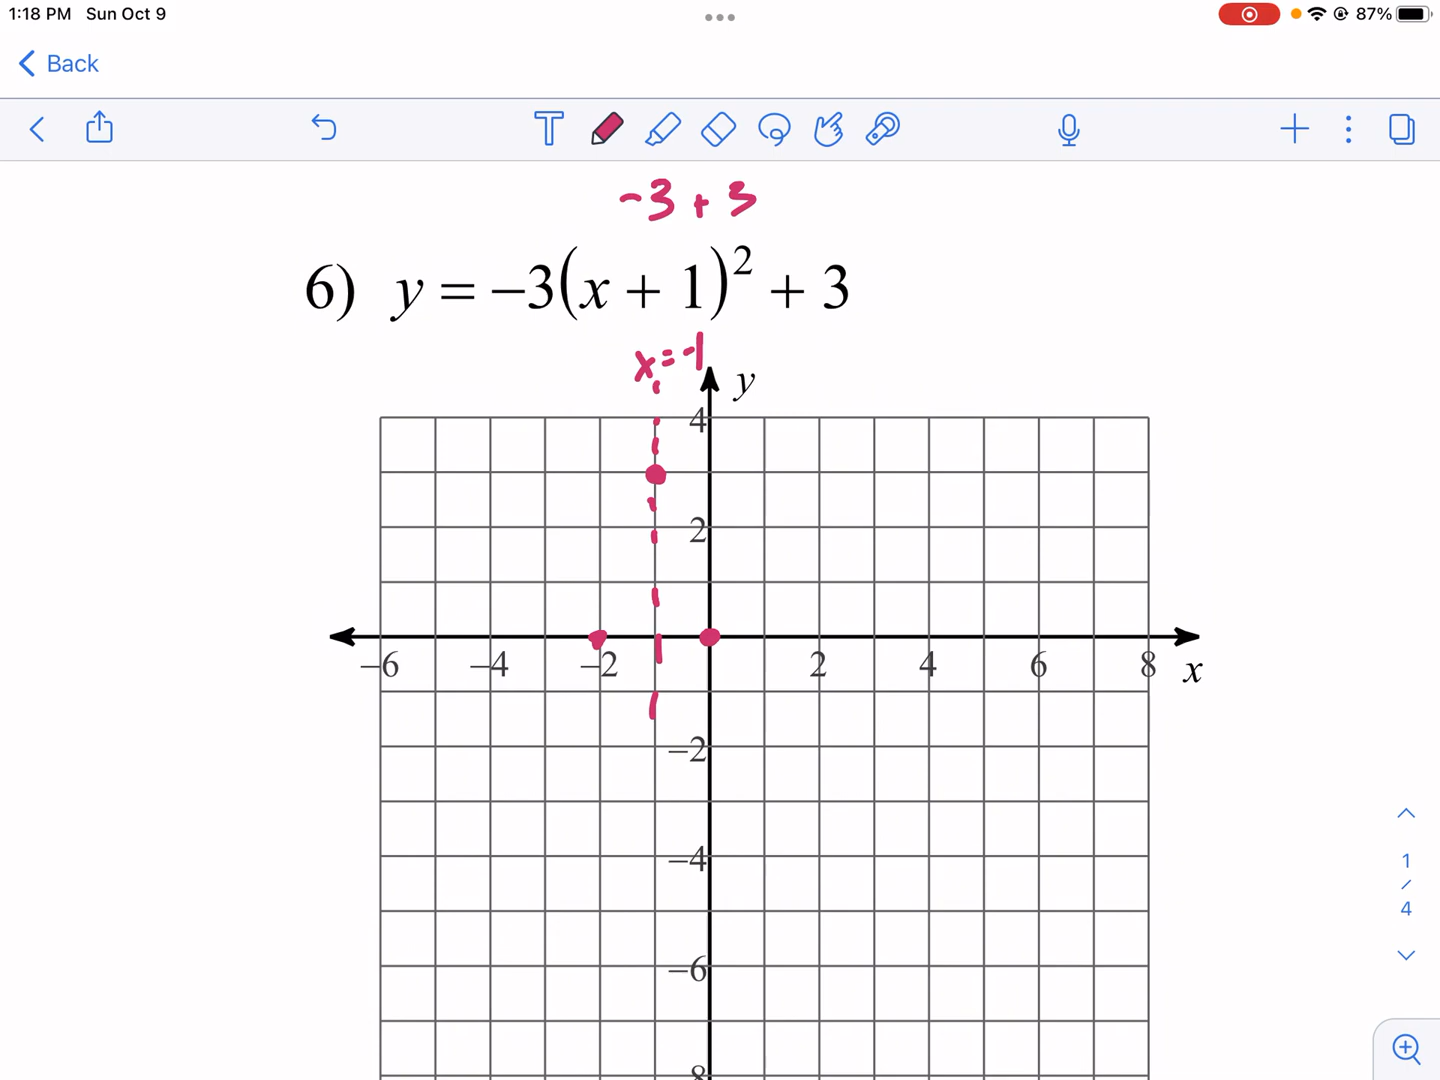 1:18 PM Sun Oct 9 87%
Back
T
-3 + 3
6) y = −3(x + 1)² + 3
x = -1
y
4
2
−6 −4 −2 2 4 6 8 x
−2
1
/
4
−4
−6
8